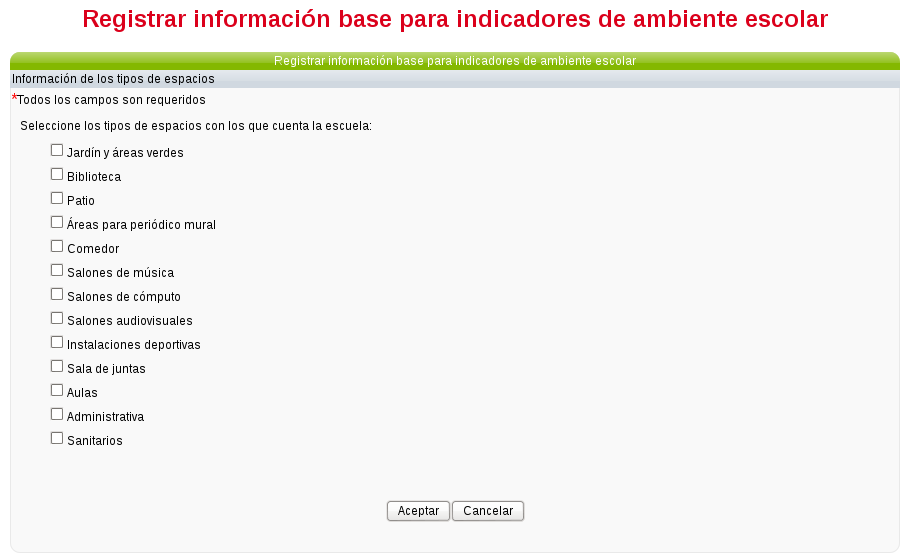 Registrar información base para indicadores de ambiente escolar
Registrar información base para indicadores de ambiente escolar
Información de los tipos de espacios
*Todos los campos son requeridos
Seleccione los tipos de espacios con los que cuenta la escuela:
Jardín y áreas verdes
Biblioteca
Patio
Áreas para periódico mural
Comedor
Salones de música
Salones de cómputo
Salones audiovisuales
Instalaciones deportivas
Sala de juntas
Aulas
Administrativa
Sanitarios
Aceptar Cancelar